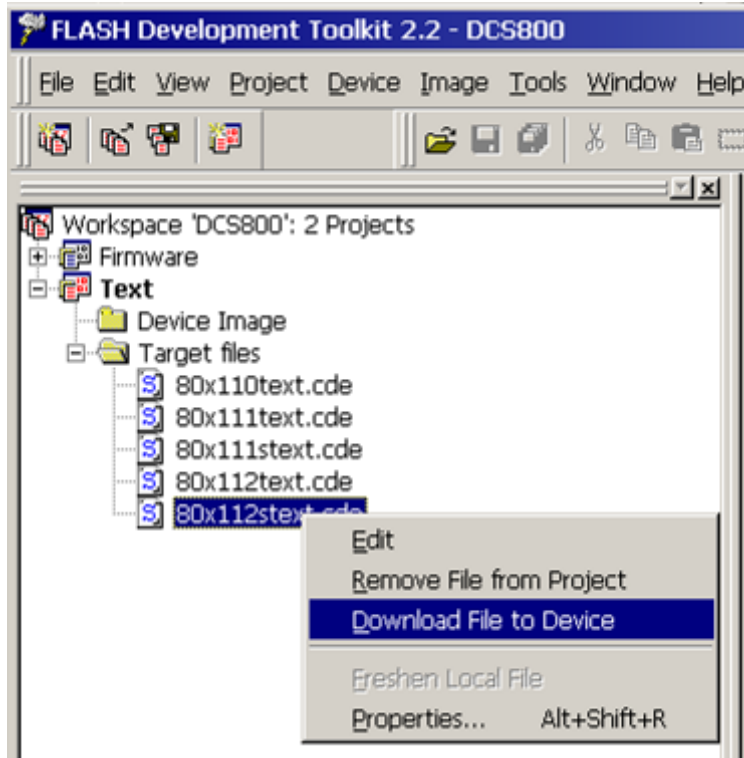 FLASH Development Toolkit 2.2 - DCS800
File Edit View Project Device Image Tools Window Help
Workspace 'DCS800': 2 Projects
Firmware
Text
Device Image
Target files
80x110text.cde
80x111text.cde
80x111stext.cde
80x112text.cde
80x112stext.cde
Edit
Remove File from Project
Download File to Device
Freshen Local File
Properties... Alt+Shift+R